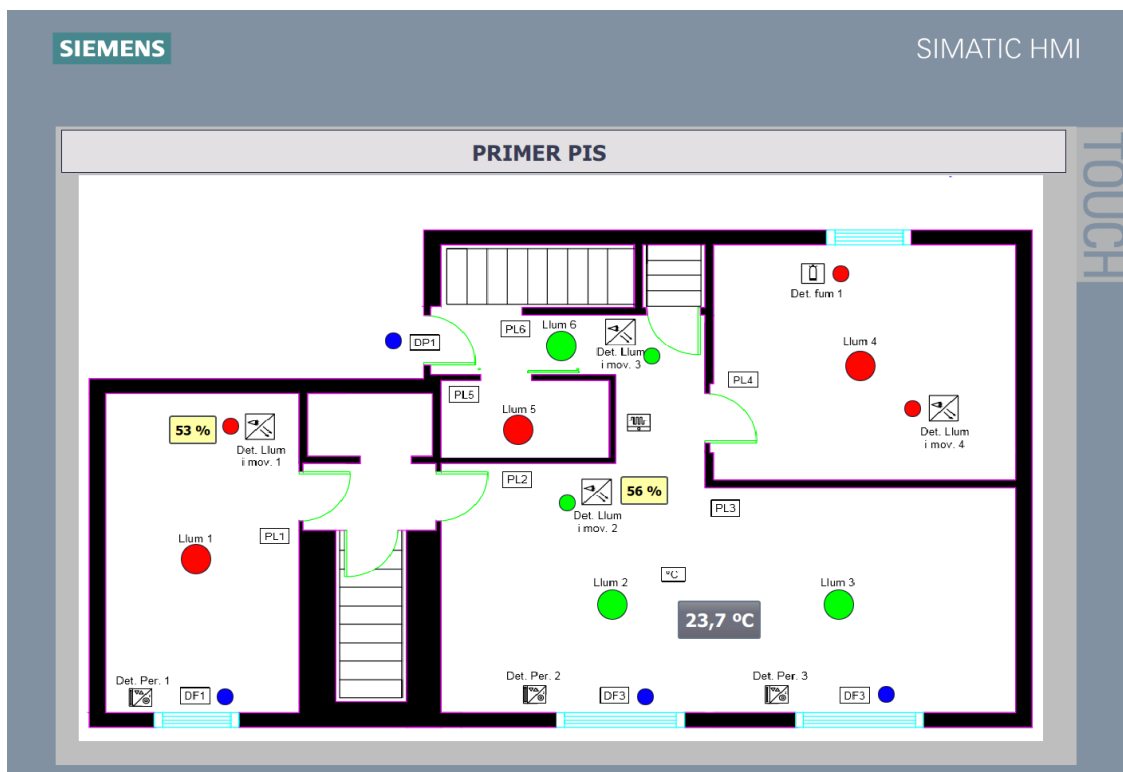 SIEMENS
SIMATIC HMI
TOUCH
PRIMER PIS
Det. fum 1
PL6
Llum 6
DP1
Det. Llum
i mov. 3
Llum 4
PL4
PL5
Llum 5
53 %
Det. Llum
i mov. 1
Det. Llum
i mov. 4
PL2
56 %
Det. Llum
i mov. 2
PL3
PL1
Llum 1
ºC
Llum 2
Llum 3
23,7 ºC
Det. Per. 1
DF1
Det. Per. 2
DF3
Det. Per. 3
DF3